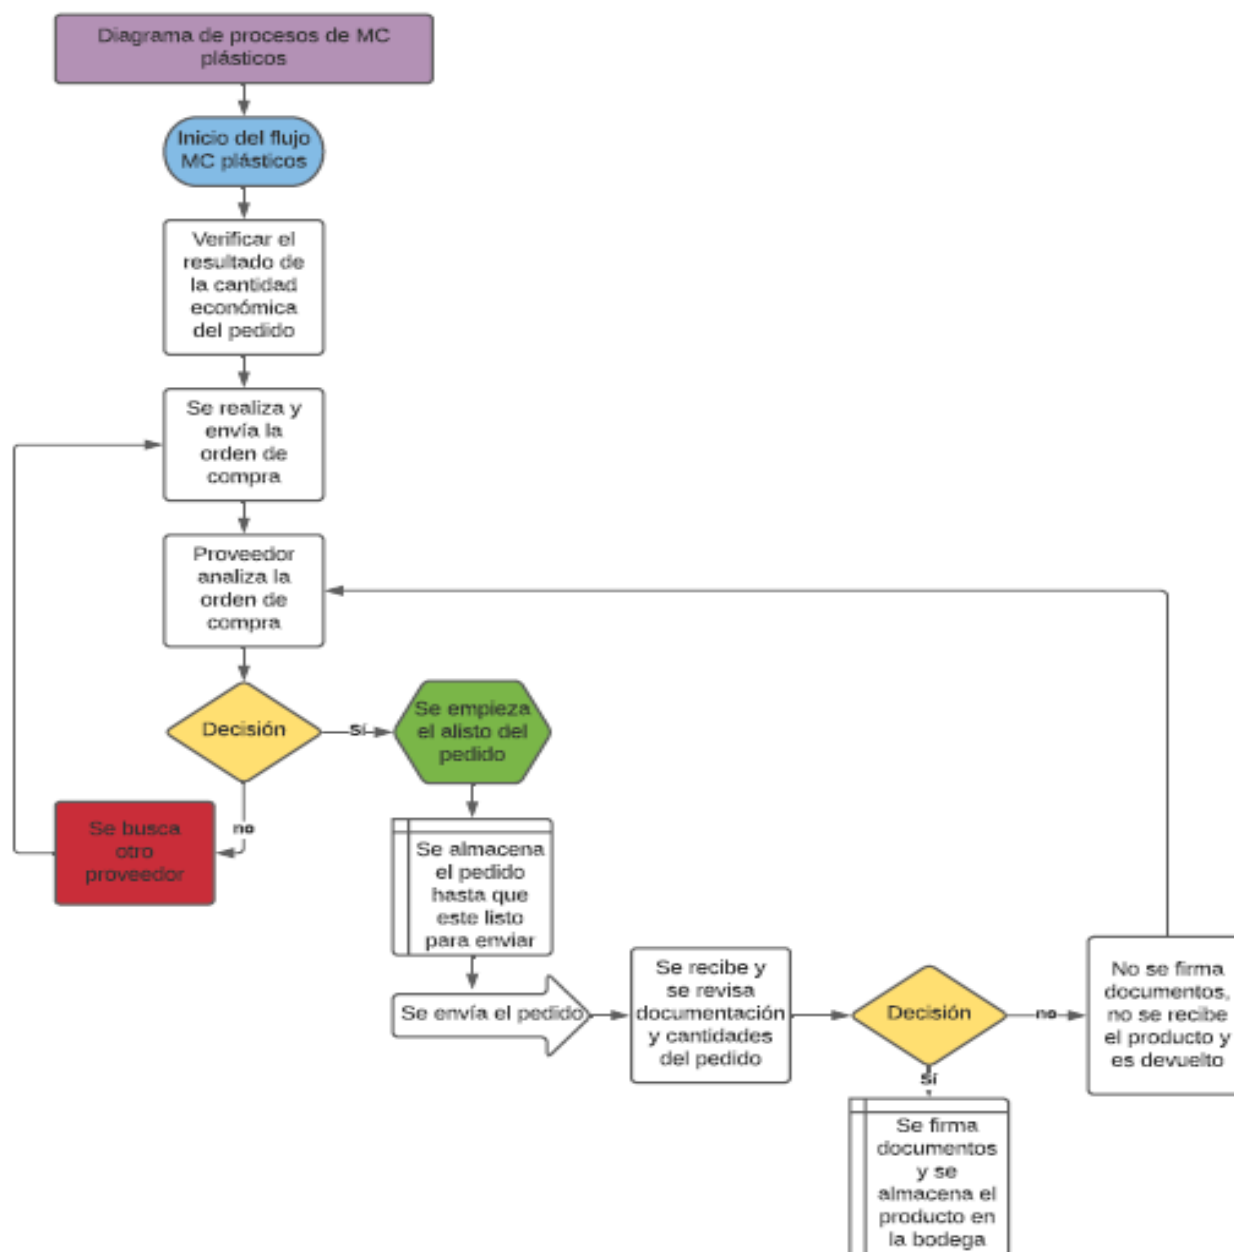 Diagrama de procesos de MC
plásticos
Inicio del flujo
MC plásticos
Verificar el
resultado de
la cantidad
económica
del pedido
Se realiza y
envía la
orden de
compra
Proveedor
analiza la
orden de
compra
Decisión
Sí
Se empieza
el alisto del
pedido
no
Se busca
otro
proveedor
Se almacena
el pedido
hasta que
este listo
para enviar
Se envía el pedido
Se recibe y
se revisa
documentación
y cantidades
del pedido
Decisión
no
No se firma
documentos,
no se recibe
el producto y
es devuelto
Sí
Se firma
documentos
y se
almacena el
producto en
la bodega